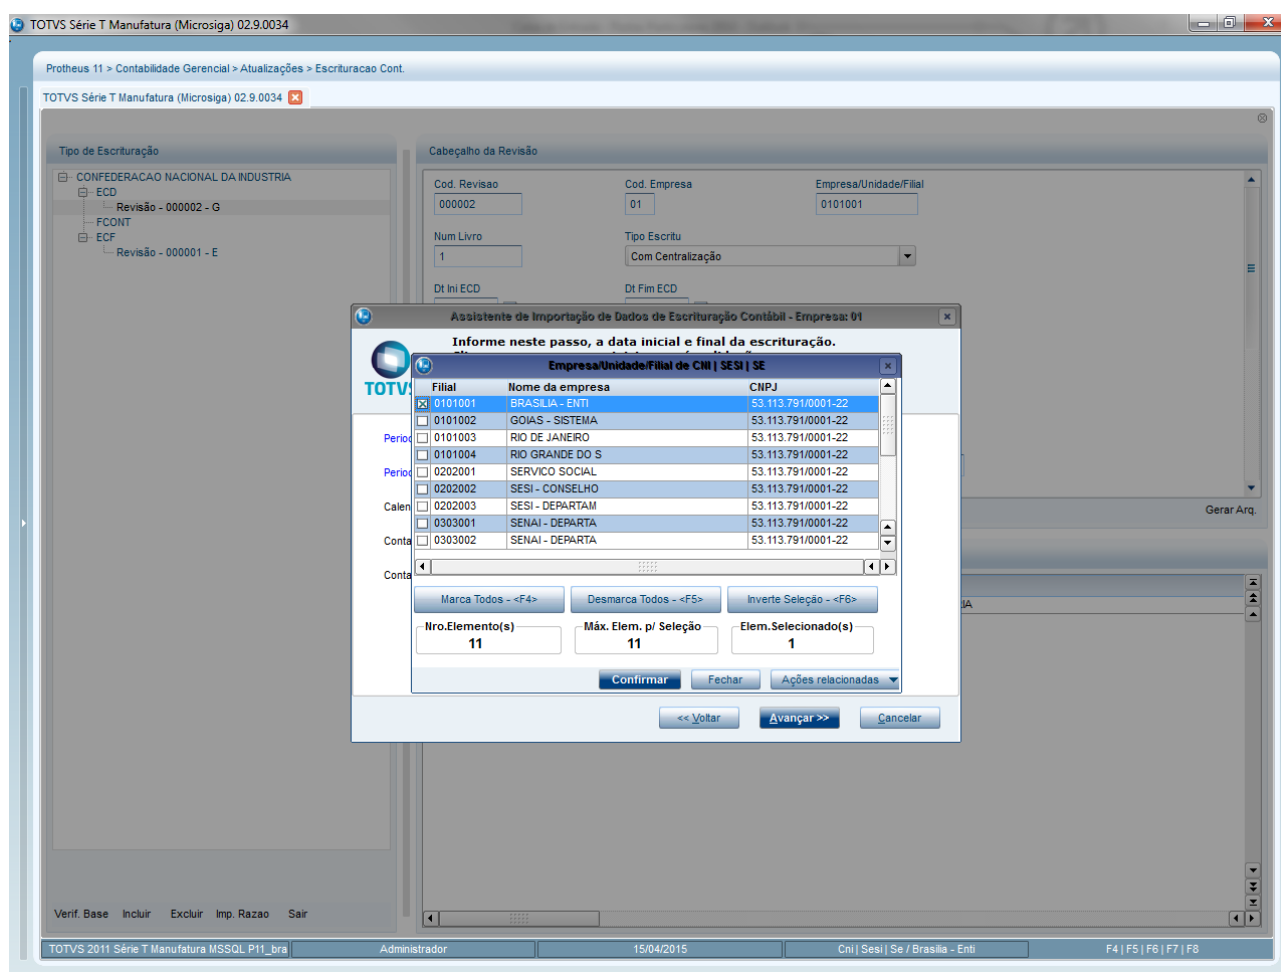 TOTVS Série T Manufatura (Microsiga) 02.9.0034
Protheus 11 > Contabilidade Gerencial > Atualizações > Escrituracao Cont.
TOTVS Série T Manufatura (Microsiga) 02.9.0034
Tipo de Escrituração
CONFEDERACAO NACIONAL DA INDUSTRIA
ECD
Revisão - 000002 - G
FCONT
ECF
Revisão - 000001 - E
Cabeçalho da Revisão
Cod. Revisao Cod. Empresa Empresa/Unidade/Filial
000002 01 0101001
Num Livro Tipo Escritu
1 Com Centralização
Dt Ini ECD Dt Fim ECD
Gerar Arq.
Assistente de Importação de Dados de Escrituração Contábil - Empresa: 01
Informe neste passo, a data inicial e final da escrituração.
TOTVS
Empresa/Unidade/Filial de CNI | SESI | SE
Filial Nome da empresa CNPJ
0101001 BRASILIA - ENTI 53.113.791/0001-22
0101002 GOIAS - SISTEMA 53.113.791/0001-22
0101003 RIO DE JANEIRO 53.113.791/0001-22
0101004 RIO GRANDE DO S 53.113.791/0001-22
0202001 SERVICO SOCIAL 53.113.791/0001-22
0202002 SESI - CONSELHO 53.113.791/0001-22
0202003 SESI - DEPARTAM 53.113.791/0001-22
0303001 SENAI - DEPARTA 53.113.791/0001-22
0303002 SENAI - DEPARTA 53.113.791/0001-22
Period
Period
Calen
Conta
Conta
IA
Marca Todos - <F4> Desmarca Todos - <F5> Inverte Seleção - <F6>
Nro.Elemento(s) Máx. Elem. p/ Seleção Elem.Selecionado(s)
11 11 1
Confirmar Fechar Ações relacionadas
<< Voltar Avançar >> Cancelar
Verif. Base Incluir Excluir Imp. Razao Sair
TOTVS 2011 Série T Manufatura MSSQL P11_bra Administrador 15/04/2015 Cni | Sesi | Se / Brasilia - Enti F4 | F5 | F6 | F7 | F8